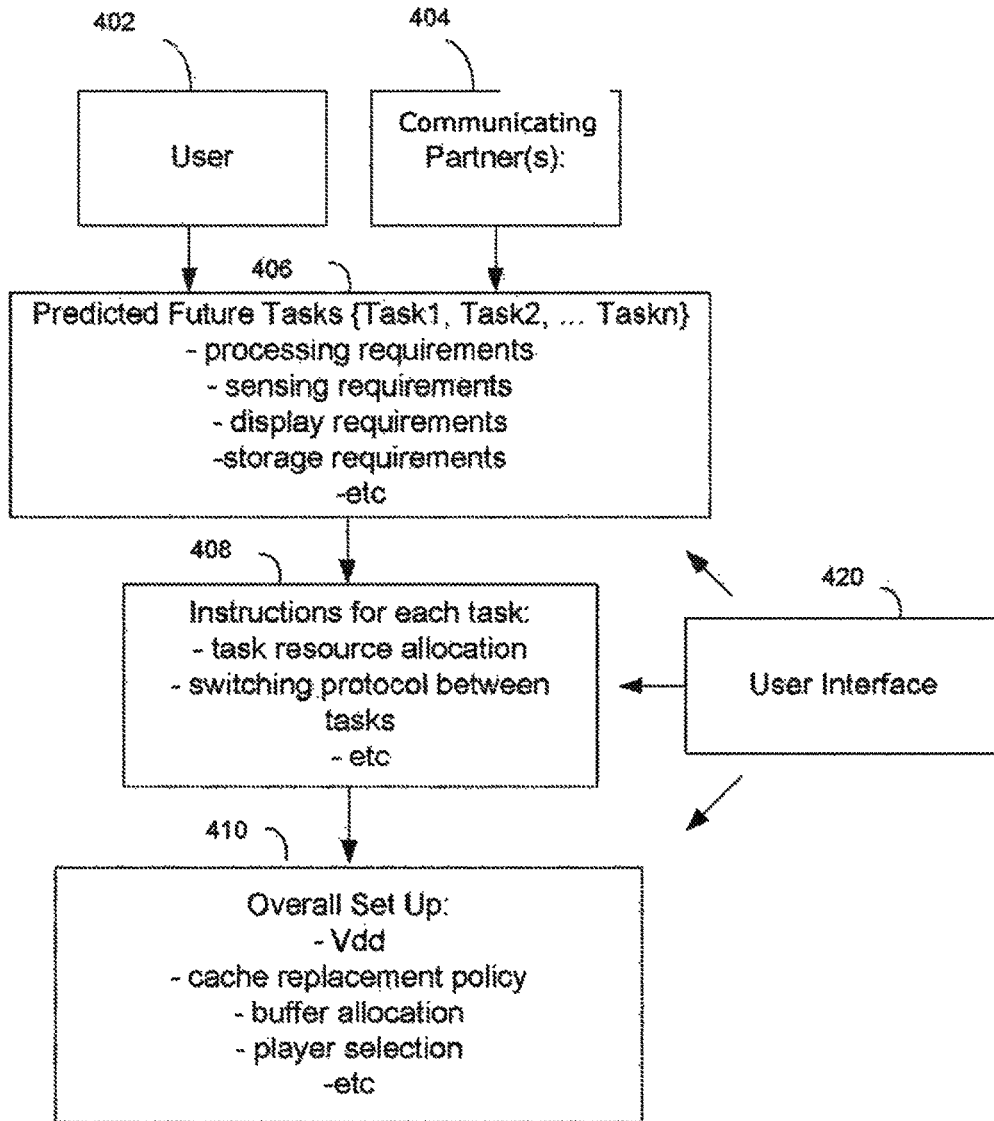 402
404
User
Communicating
Partner(s):
406
Predicted Future Tasks {Task1, Task2, ... Taskn}
- processing requirements
- sensing requirements
- display requirements
-storage requirements
-etc
408
Instructions for each task:
- task resource allocation
- switching protocol between
tasks
- etc
420
User Interface
410
Overall Set Up:
- Vdd
- cache replacement policy
- buffer allocation
- player selection
-etc